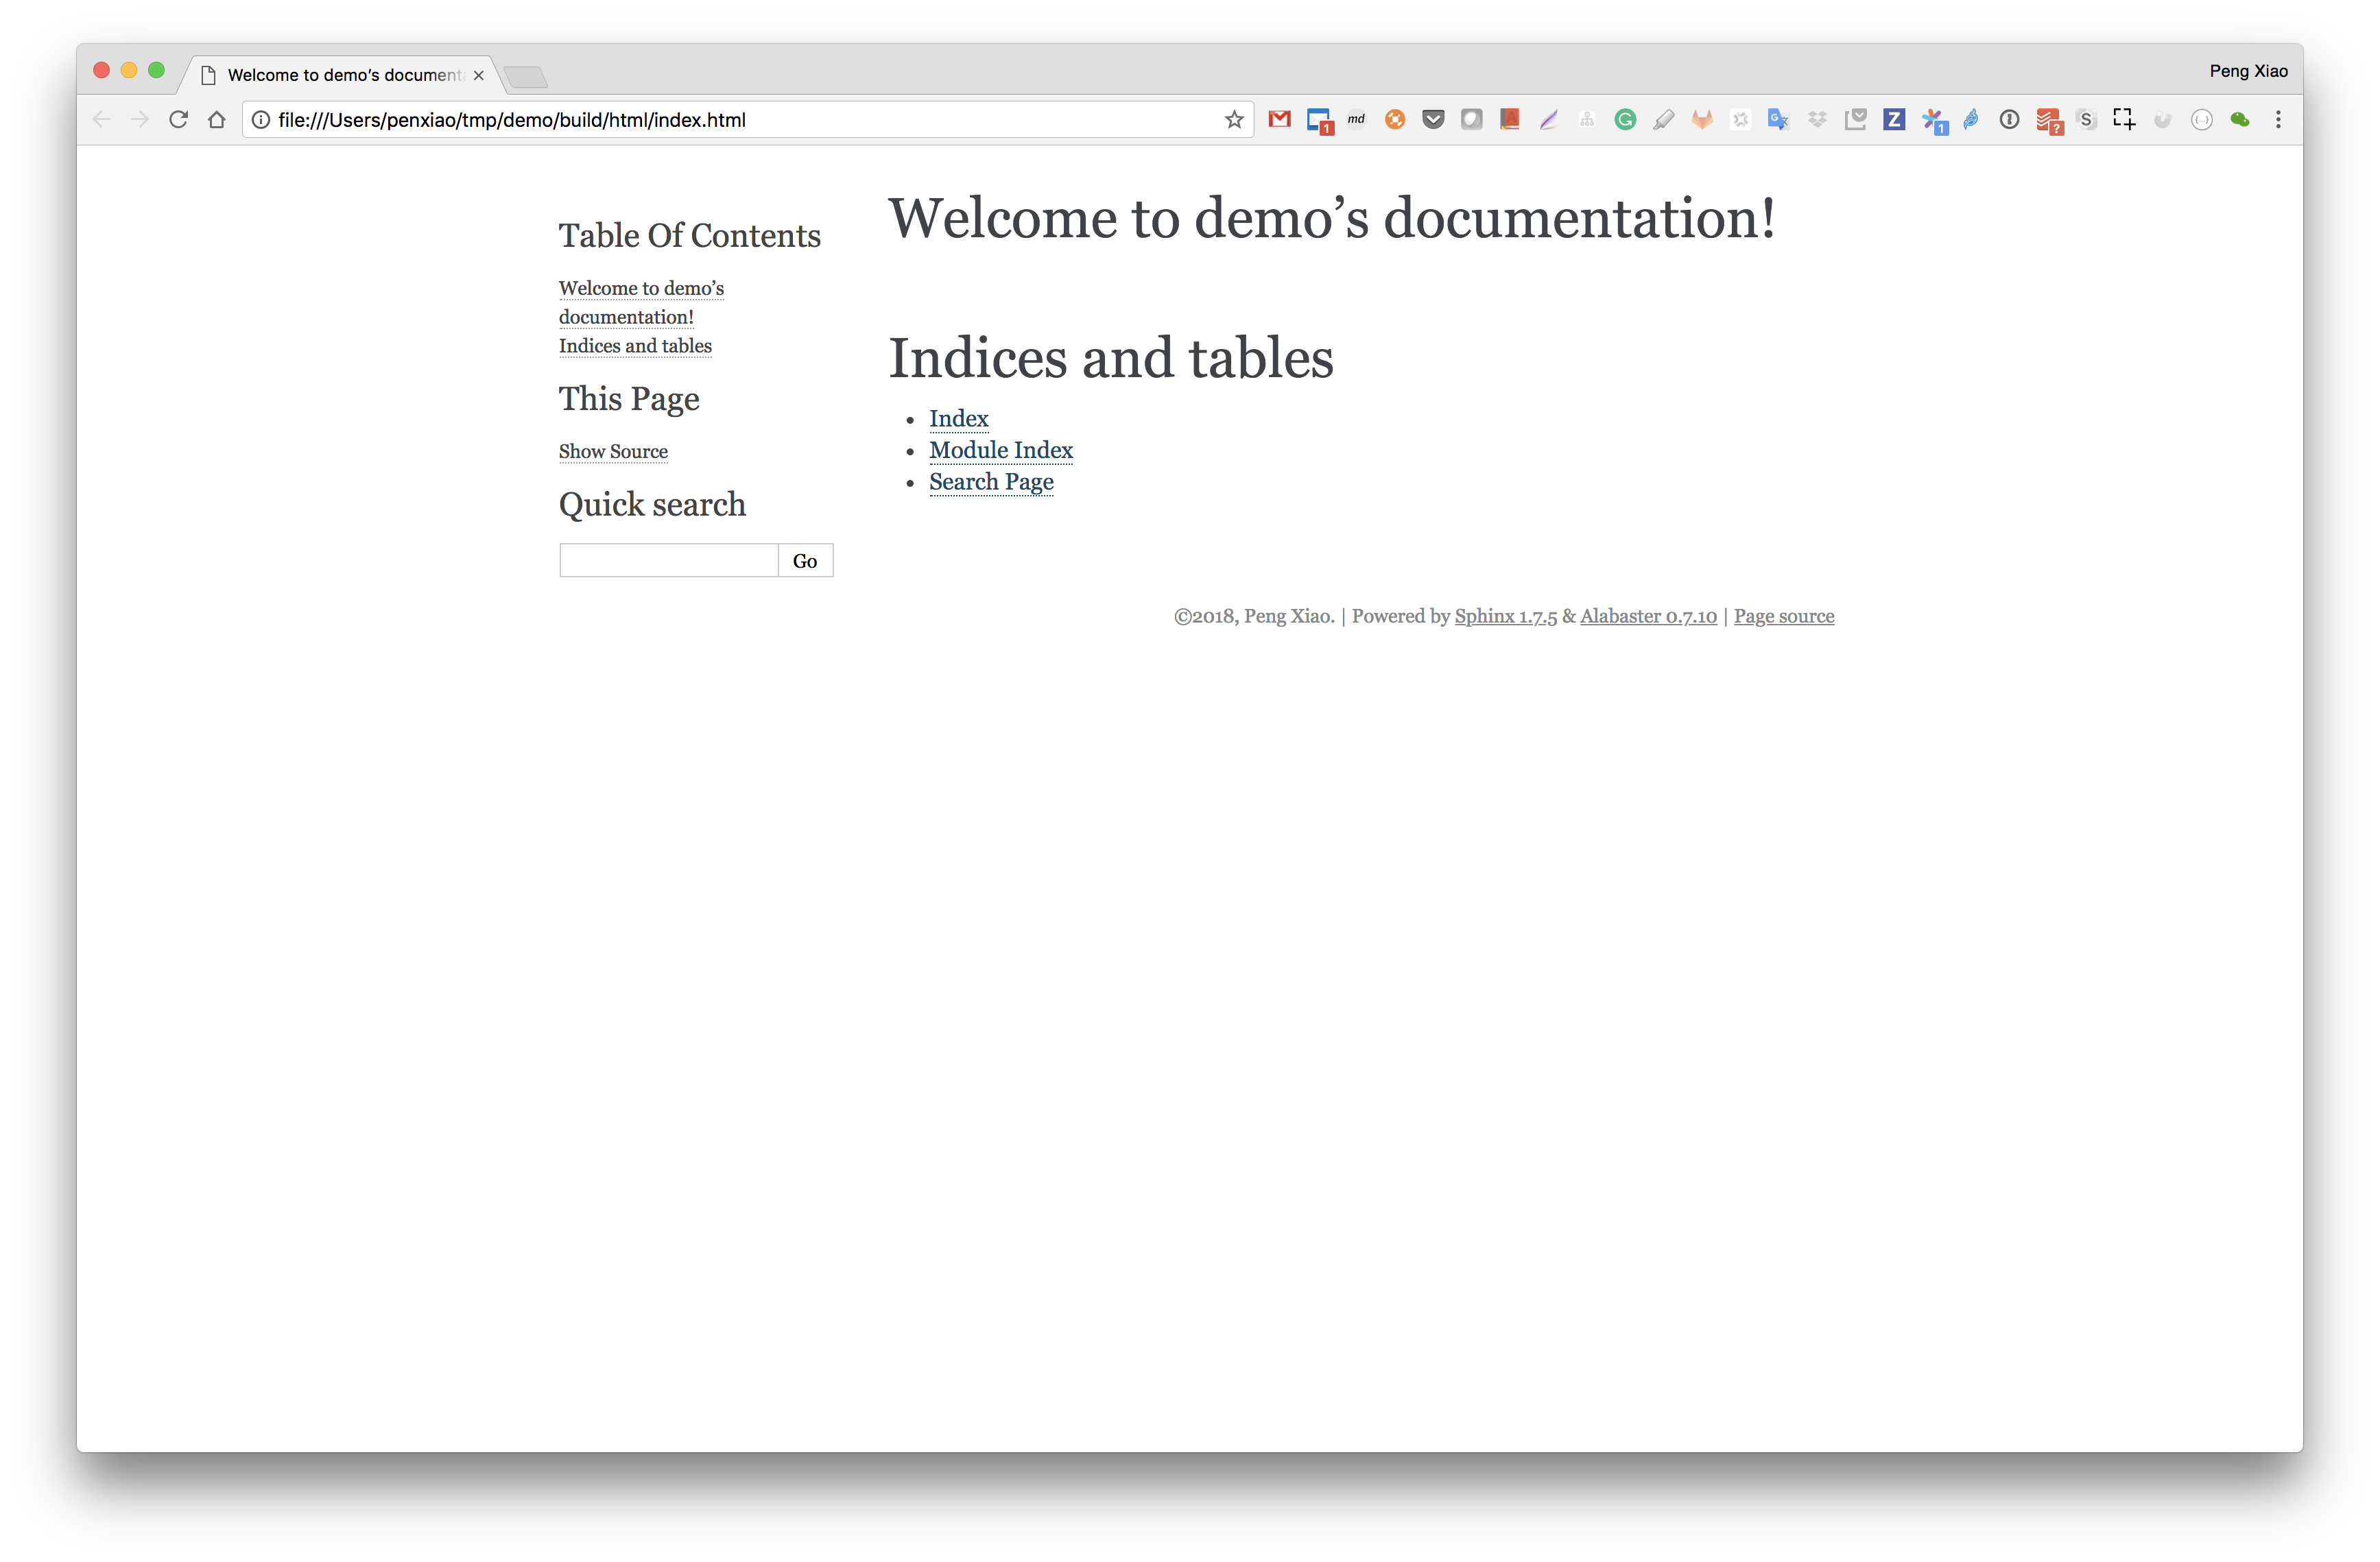 Welcome to demo’s document
Peng Xiao
file:///Users/penxiao/tmp/demo/build/html/index.html
1
md
G
Z
1
?
S
Table Of Contents
Welcome to demo’s
documentation!
Indices and tables
This Page
Show Source
Quick search
Go
Welcome to demo’s documentation!
Indices and tables
Index
Module Index
Search Page
©2018, Peng Xiao. | Powered by Sphinx 1.7.5 & Alabaster 0.7.10 | Page source